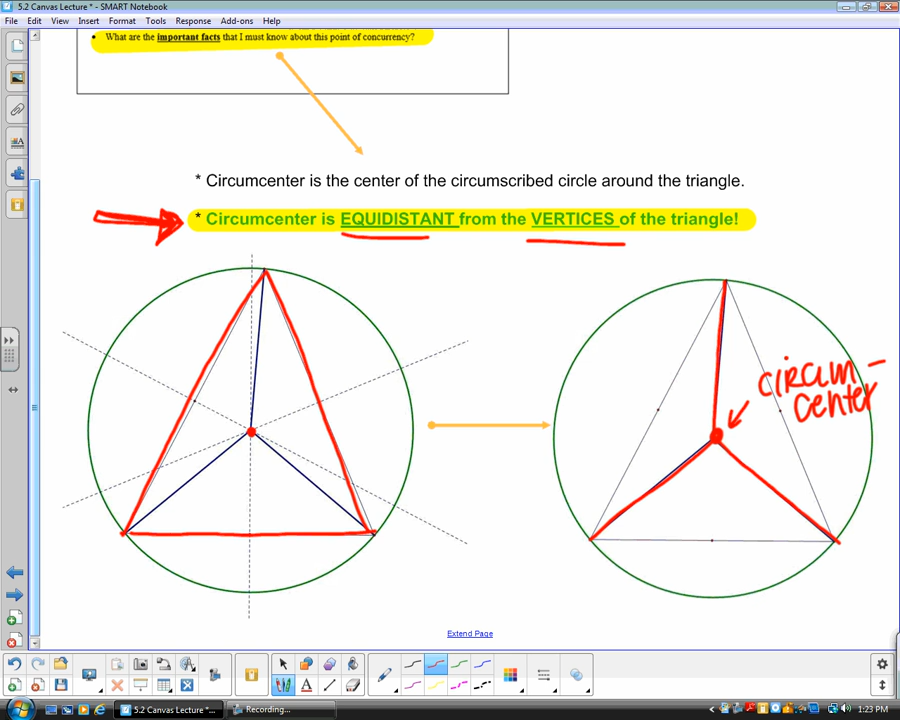 5.2 Canvas Lecture * - SMART Notebook
File Edit View Insert Format Tools Response Add-ons Help
• What are the important facts that I must know about this point of concurrency?
* Circumcenter is the center of the circumscribed circle around the triangle.
* Circumcenter is EQUIDISTANT from the VERTICES of the triangle!
circum-
center
Extend Page
5.2 Canvas Lecture *...
Recording...
1:23 PM